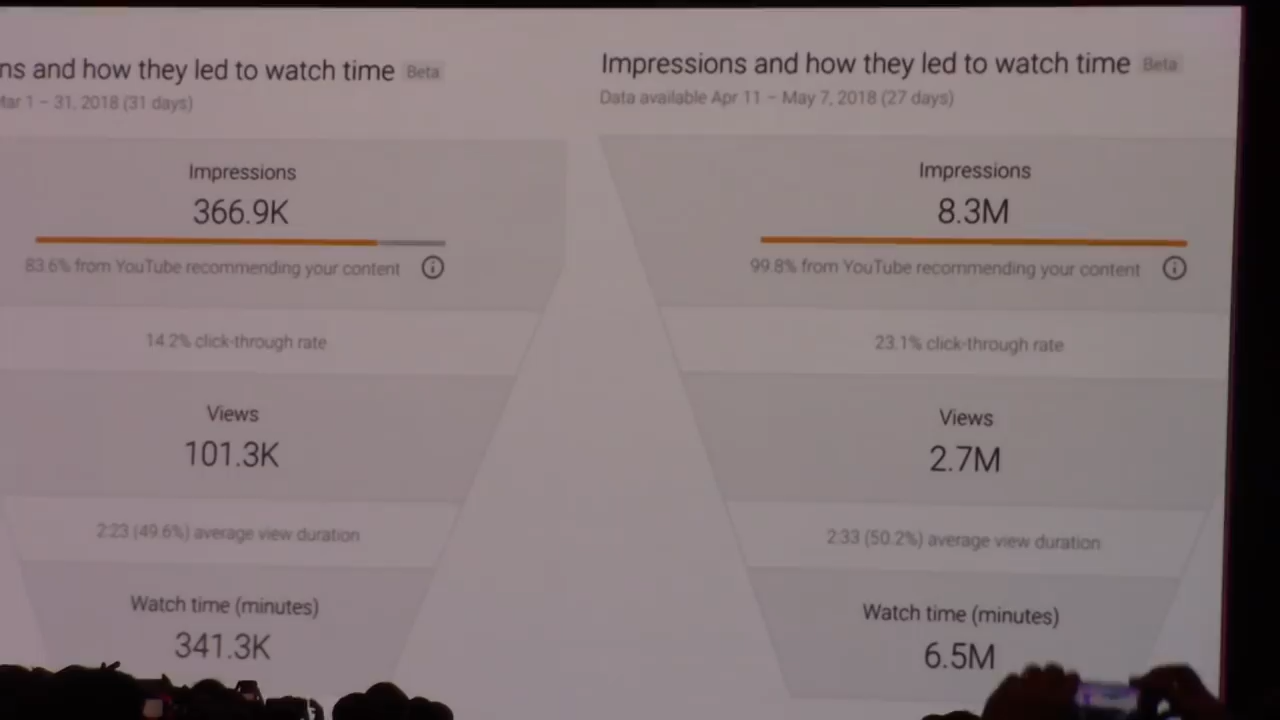 ns and how they led to watch time Beta
Mar 1 – 31, 2018 (31 days)
Impressions
366.9K
83.6% from YouTube recommending your content
14.2% click-through rate
Views
101.3K
2:23 (49.6%) average view duration
Watch time (minutes)
341.3K
Impressions and how they led to watch time Beta
Data available Apr 11 – May 7, 2018 (27 days)
Impressions
8.3M
99.8% from YouTube recommending your content
23.1% click-through rate
Views
2.7M
2:33 (50.2%) average view duration
Watch time (minutes)
6.5M